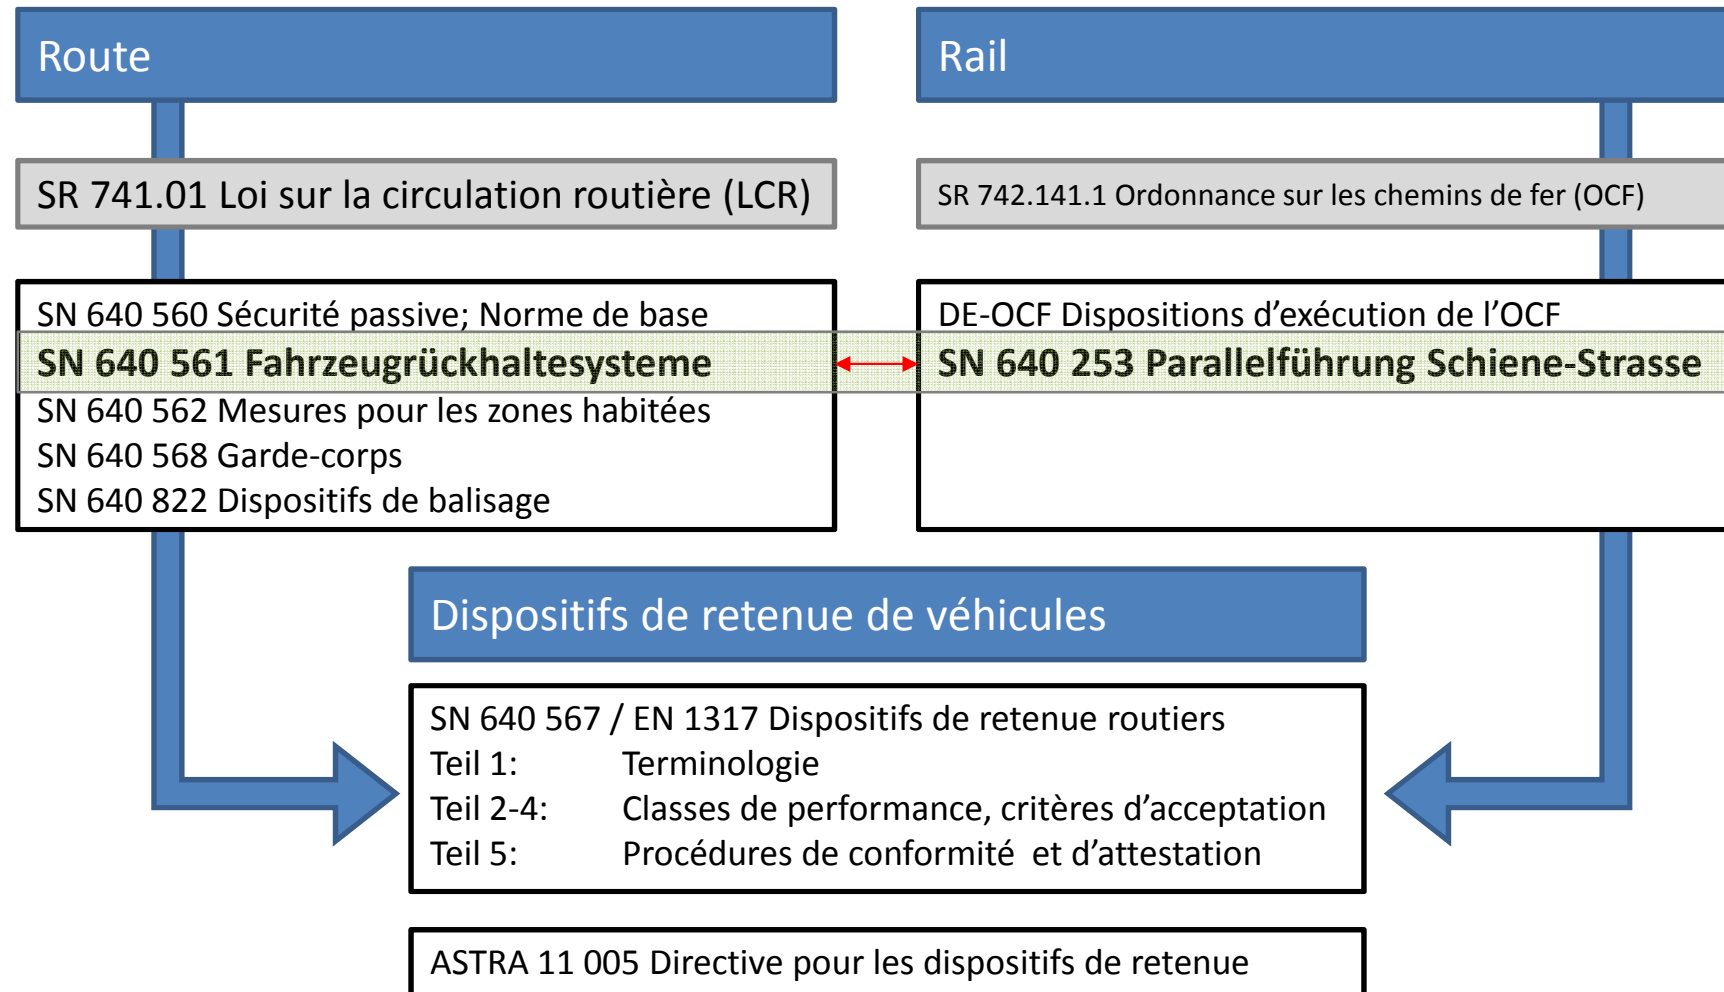 Route
SR 741.01 Loi sur la circulation routière (LCR)
SN 640 560 Sécurité passive; Norme de base
SN 640 561 Fahrzeugrückhaltesysteme
SN 640 562 Mesures pour les zones habitées
SN 640 568 Garde-corps
SN 640 822 Dispositifs de balisage
Rail
SR 742.141.1 Ordonnance sur les chemins de fer (OCF)
DE-OCF Dispositions d’exécution de l’OCF
SN 640 253 Parallelführung Schiene-Strasse
Dispositifs de retenue de véhicules
SN 640 567 / EN 1317 Dispositifs de retenue routiers
Teil 1: Terminologie
Teil 2-4: Classes de performance, critères d’acceptation
Teil 5: Procédures de conformité et d’attestation
ASTRA 11 005 Directive pour les dispositifs de retenue